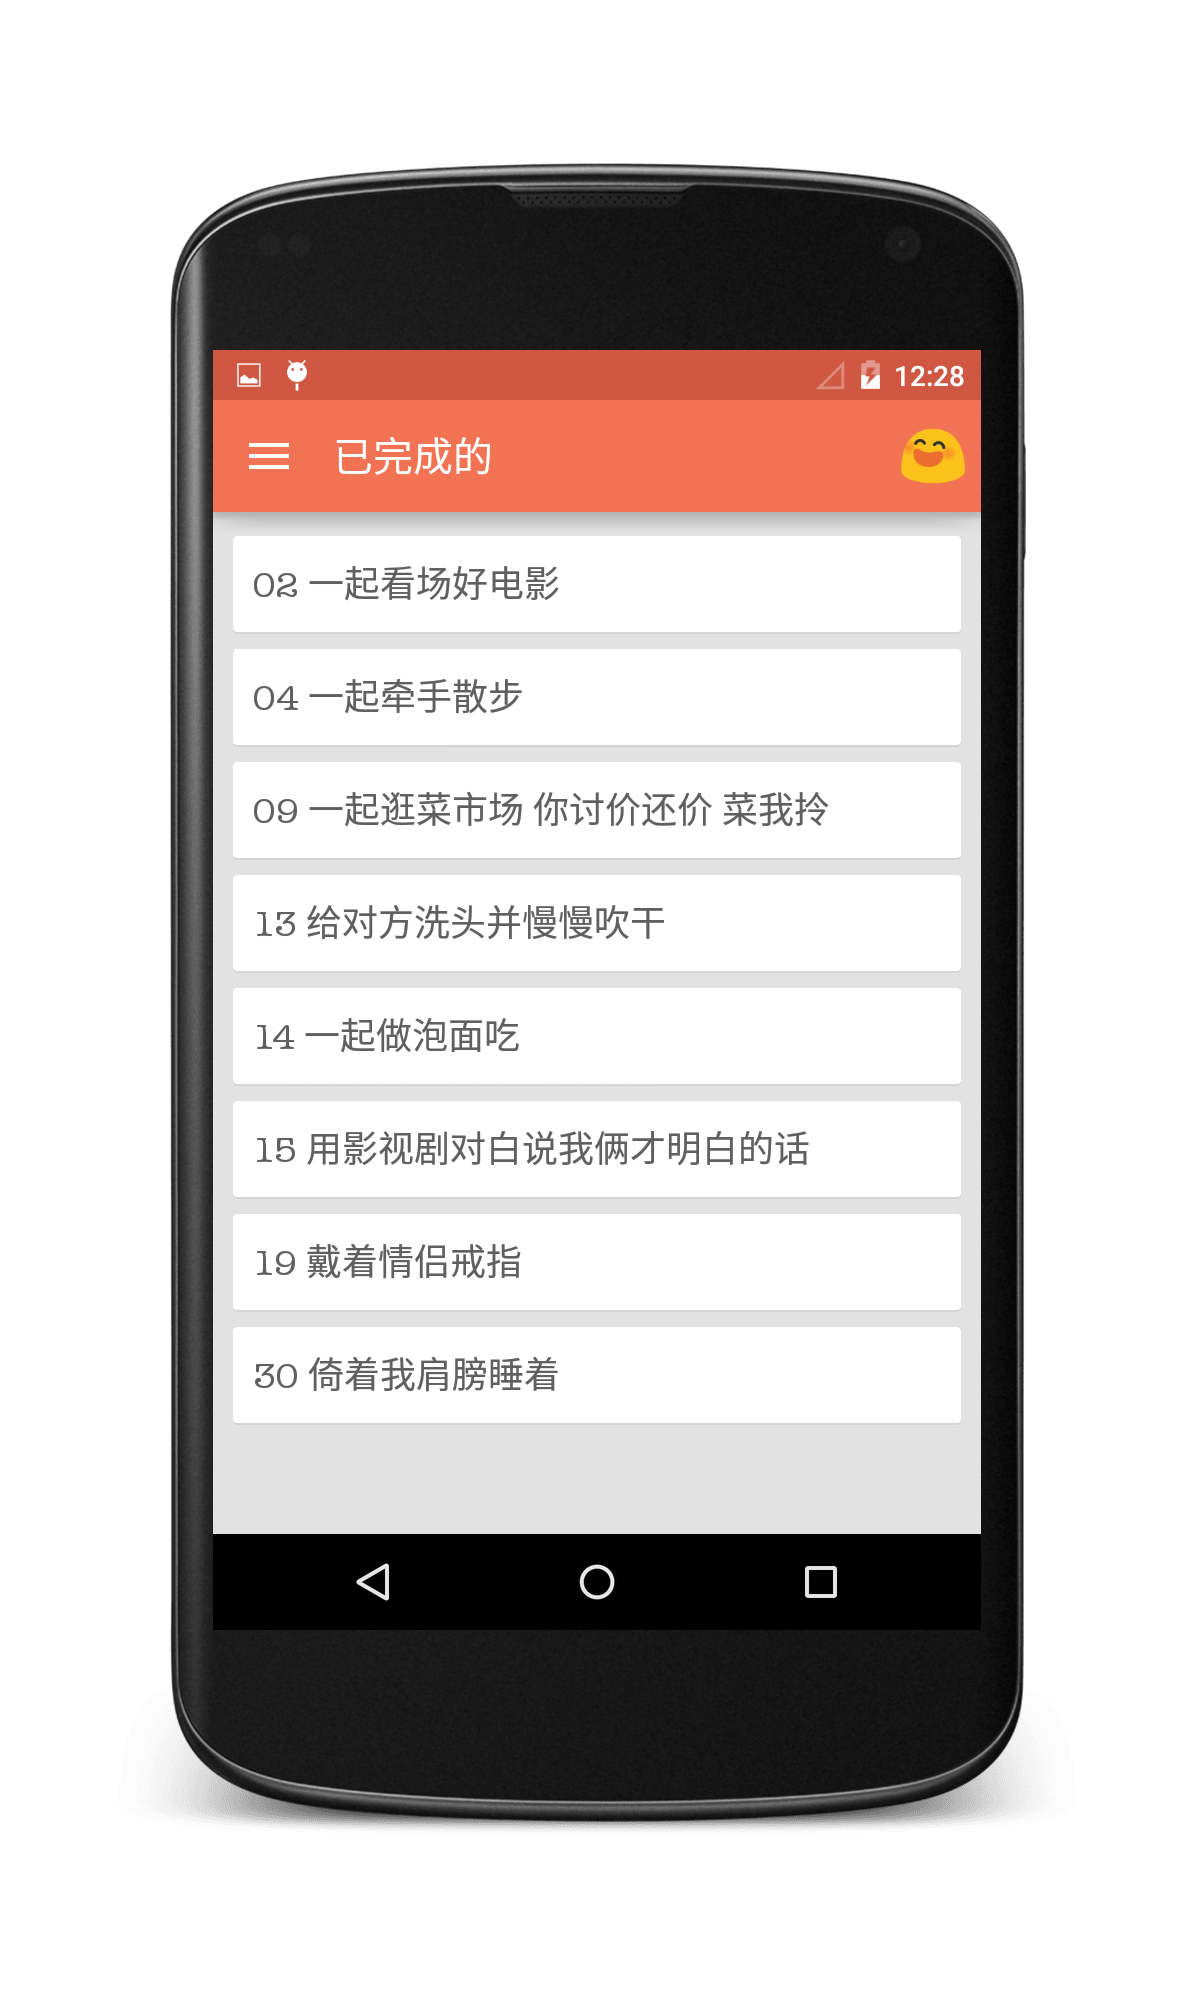 12:28
已完成的
02 一起看场好电影
04 一起牵手散步
09 一起逛菜市场 你讨价还价 菜我拎
13 给对方洗头并慢慢吹干
14 一起做泡面吃
15 用影视剧对白说我俩才明白的话
19 戴着情侣戒指
30 倚着我肩膀睡着